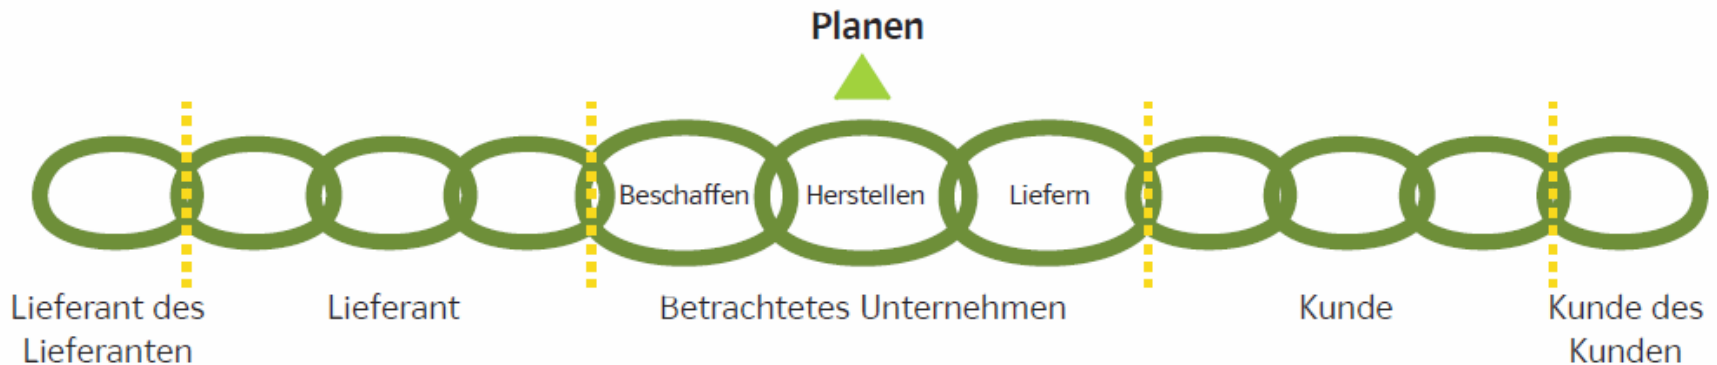 Planen
Beschaffen
Herstellen
Liefern
Lieferant des
Lieferanten
Lieferant
Betrachtetes Unternehmen
Kunde
Kunde des
Kunden